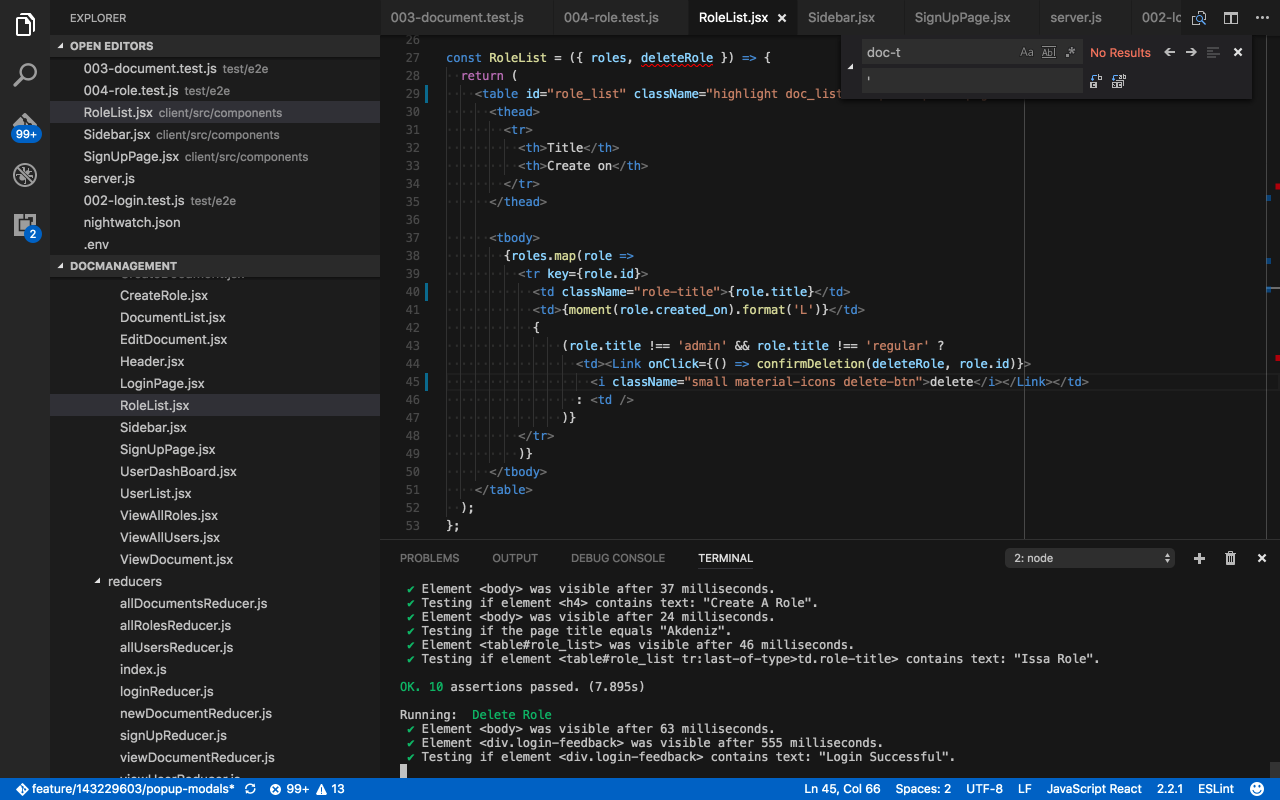 EXPLORER
OPEN EDITORS
003-document.test.js test/e2e
004-role.test.js test/e2e
RoleList.jsx client/src/components
Sidebar.jsx client/src/components
SignUpPage.jsx client/src/components
server.js
002-login.test.js test/e2e
nightwatch.json
.env
DOCMANAGEMENT
CreateRole.jsx
DocumentList.jsx
EditDocument.jsx
Header.jsx
LoginPage.jsx
RoleList.jsx
Sidebar.jsx
SignUpPage.jsx
UserDashBoard.jsx
UserList.jsx
ViewAllRoles.jsx
ViewAllUsers.jsx
ViewDocument.jsx
reducers
allDocumentsReducer.js
allRolesReducer.js
allUsersReducer.js
index.js
loginReducer.js
newDocumentReducer.js
signUpReducer.js
viewDocumentReducer.js
viewUserReducer.js
99+
2
003-document.test.js 004-role.test.js RoleList.jsx Sidebar.jsx SignUpPage.jsx server.js 002-lo
doc-t Aa Abl .* No Results
'
26
27 const RoleList = ({ roles, deleteRole }) => {
28 return (
29 <table id="role_list" className="highlight doc_list
30 <thead>
31 <tr>
32 <th>Title</th>
33 <th>Create on</th>
34 </tr>
35 </thead>
36
37 <tbody>
38 {roles.map(role =>
39 <tr key={role.id}>
40 <td className="role-title">{role.title}</td>
41 <td>{moment(role.created_on).format('L')}</td>
42 {
43 (role.title !== 'admin' && role.title !== 'regular' ?
44 <td><Link onClick={() => confirmDeletion(deleteRole, role.id)}>
45 <i className="small material-icons delete-btn">delete</i></Link></td>
46 : <td />
47 )}
48 </tr>
49 )}
50 </tbody>
51 </table>
52 );
53 };
PROBLEMS OUTPUT DEBUG CONSOLE TERMINAL 2: node
✔ Element <body> was visible after 37 milliseconds.
✔ Testing if element <h4> contains text: "Create A Role".
✔ Element <body> was visible after 24 milliseconds.
✔ Testing if the page title equals "Akdeniz".
✔ Element <table#role_list> was visible after 46 milliseconds.
✔ Testing if element <table#role_list tr:last-of-type>td.role-title> contains text: "Issa Role".
OK. 10 assertions passed. (7.895s)
Running: Delete Role
✔ Element <body> was visible after 63 milliseconds.
✔ Element <div.login-feedback> was visible after 555 milliseconds.
✔ Testing if element <div.login-feedback> contains text: "Login Successful".
feature/143229603/popup-modals* 99+ 13 Ln 45, Col 66 Spaces: 2 UTF-8 LF JavaScript React 2.2.1 ESLint